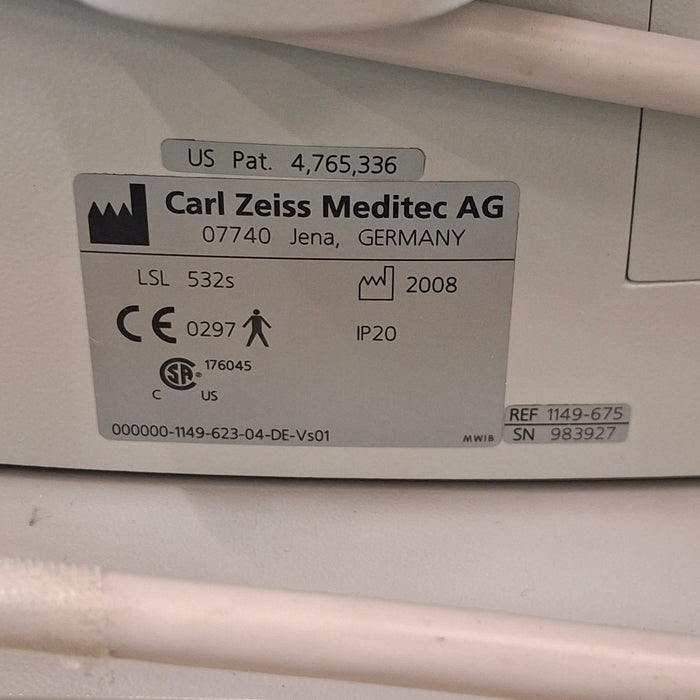 US Pat. 4,765,336
Carl Zeiss Meditec AG
07740 Jena, GERMANY
LSL 532s
2008
CE 0297
IP20
SA 176045
C US
000000-1149-623-04-DE-Vs01
MWIB
REF 1149-675
SN 983927